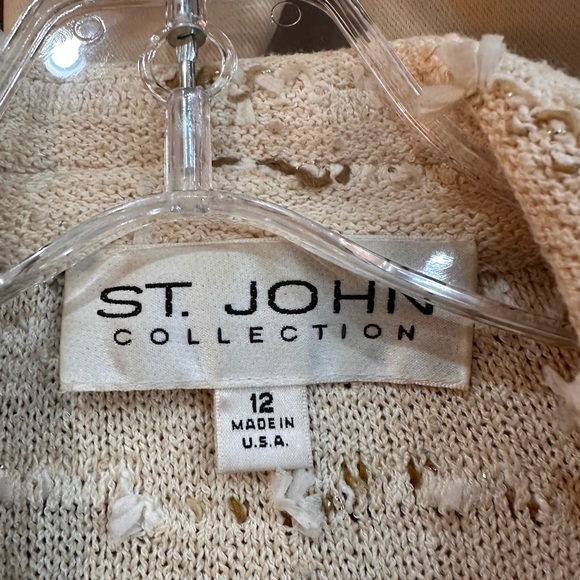 ST. JOHN
COLLECTION
12
MADE IN
U.S.A.